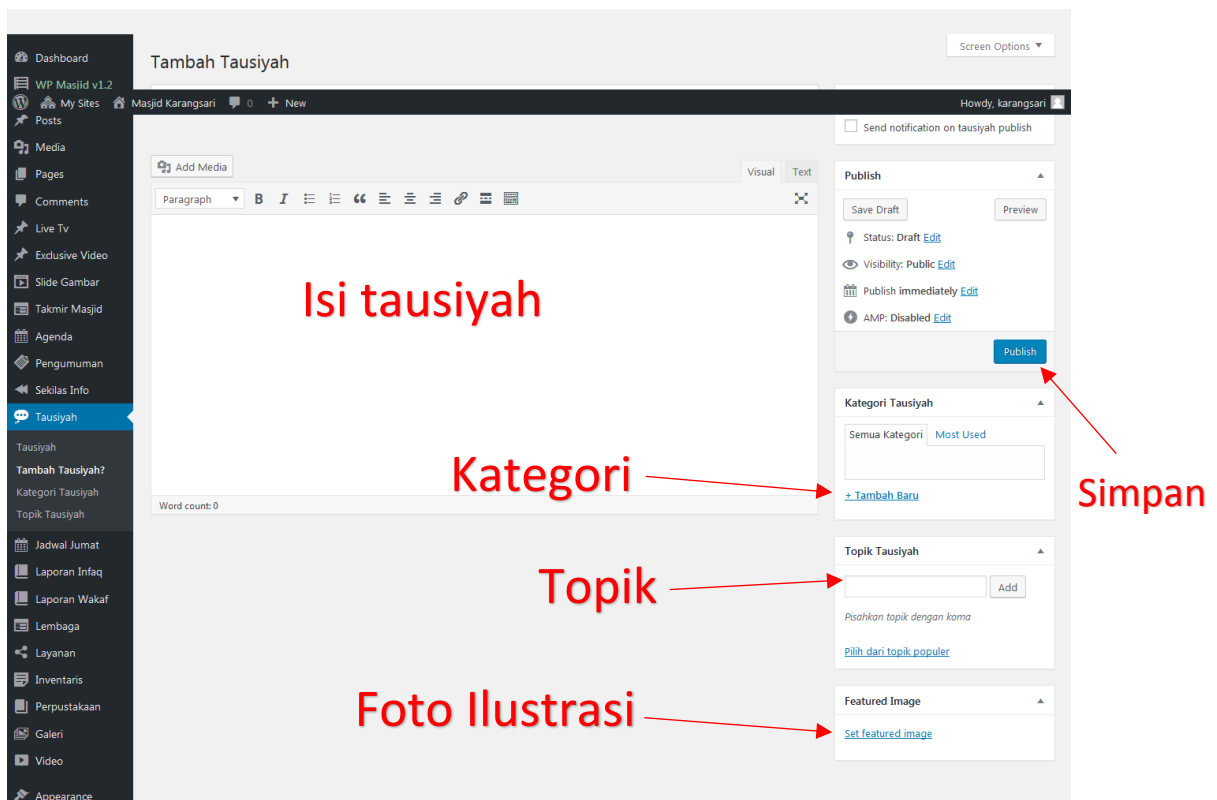 Screen Options
Dashboard
Tambah Tausiyah
WP Masjid v1.2
My Sites Masjid Karangsari 0 + New Howdy, karangsari
Posts
Send notification on tausiyah publish
Media
Pages
Comments
Live Tv
Exclusive Video
Slide Gambar
Takmir Masjid
Agenda
Pengumuman
Sekilas Info
Tausiyah
Tausiyah
Tambah Tausiyah?
Kategori Tausiyah
Topik Tausiyah
Jadwal Jumat
Laporan Infaq
Laporan Wakaf
Lembaga
Layanan
Inventaris
Perpustakaan
Galeri
Video
Appearance
Add Media
Visual Text
Paragraph B I
Isi tausiyah
Word count: 0
Publish
Save Draft Preview
Status: Draft Edit
Visibility: Public Edit
Publish immediately Edit
AMP: Disabled Edit
Publish
Simpan
Kategori Tausiyah
Semua Kategori Most Used
Kategori
+ Tambah Baru
Topik Tausiyah
Topik
Add
Pisahkan topik dengan koma
Pilih dari topik populer
Featured Image
Foto Ilustrasi
Set featured image